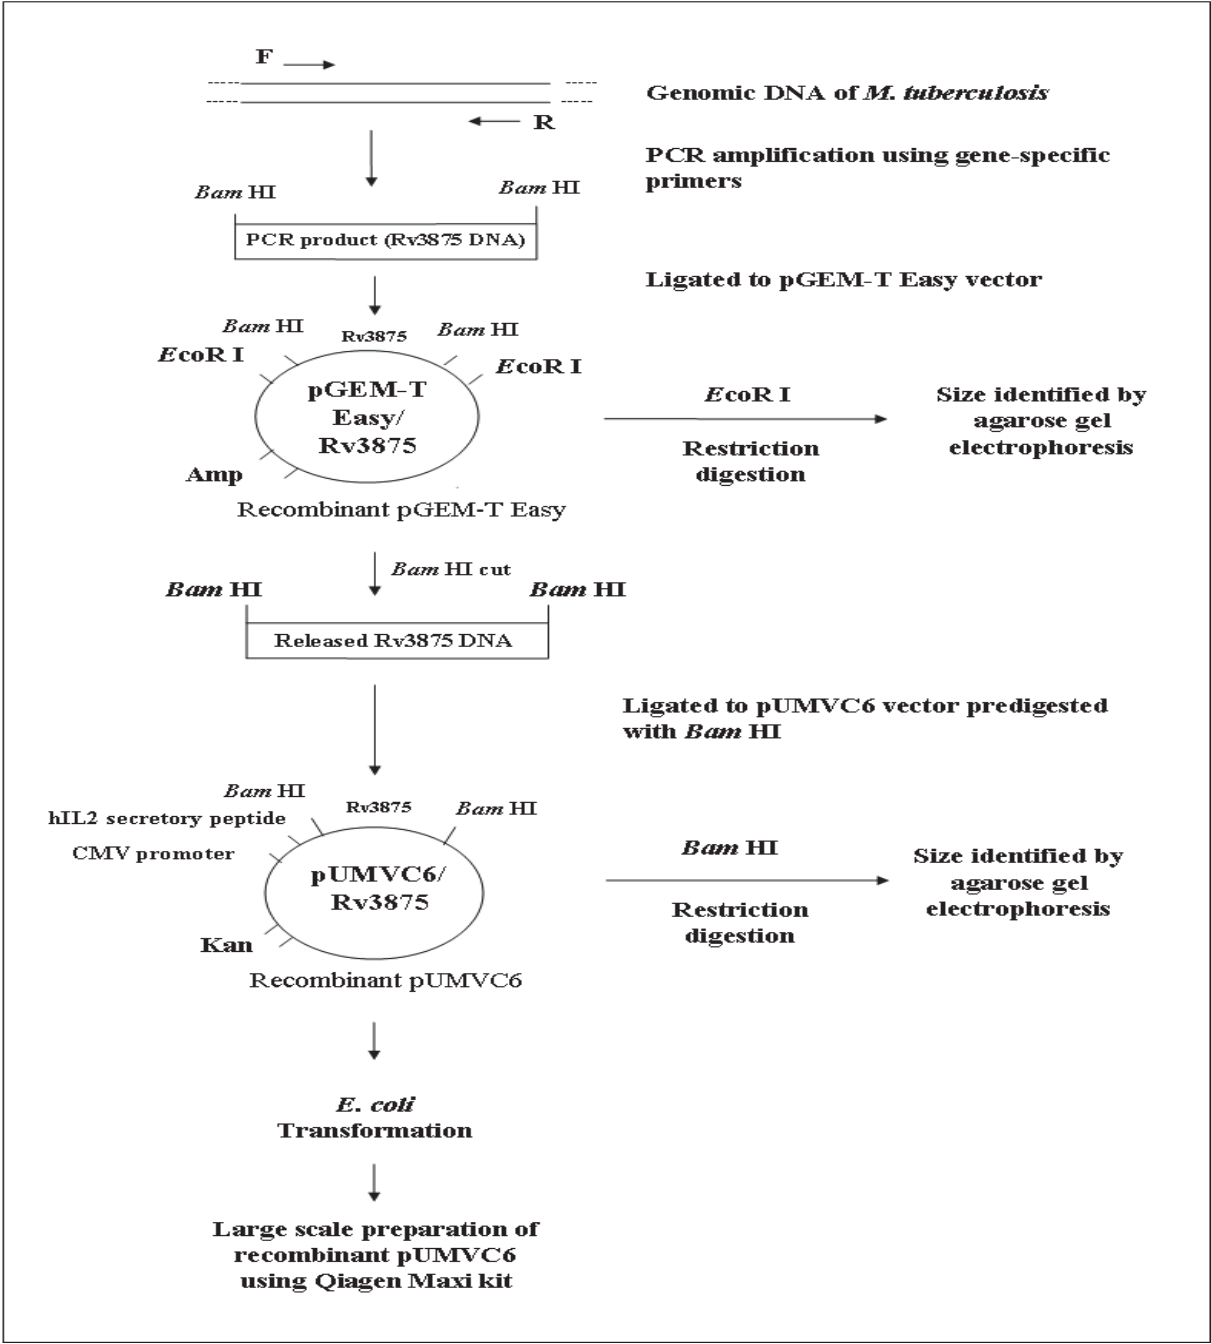 F
Genomic DNA of M. tuberculosis
R
PCR amplification using gene-specific
primers
Bam HI
Bam HI
PCR product (Rv3875 DNA)
Ligated to pGEM-T Easy vector
Bam HI
Rv3875
Bam HI
EcoR I
EcoR I
pGEM-T
Easy/
Rv3875
Amp
Recombinant pGEM-T Easy
EcoR I
Restriction
digestion
Size identified by
agarose gel
electrophoresis
Bam HI cut
Bam HI
Bam HI
Released Rv3875 DNA
Ligated to pUMVC6 vector predigested
with Bam HI
Bam HI
Rv3875
Bam HI
hIL2 secretory peptide
CMV promoter
pUMVC6/
Rv3875
Kan
Recombinant pUMVC6
Bam HI
Restriction
digestion
Size identified by
agarose gel
electrophoresis
E. coli
Transformation
Large scale preparation of
recombinant pUMVC6
using Qiagen Maxi kit